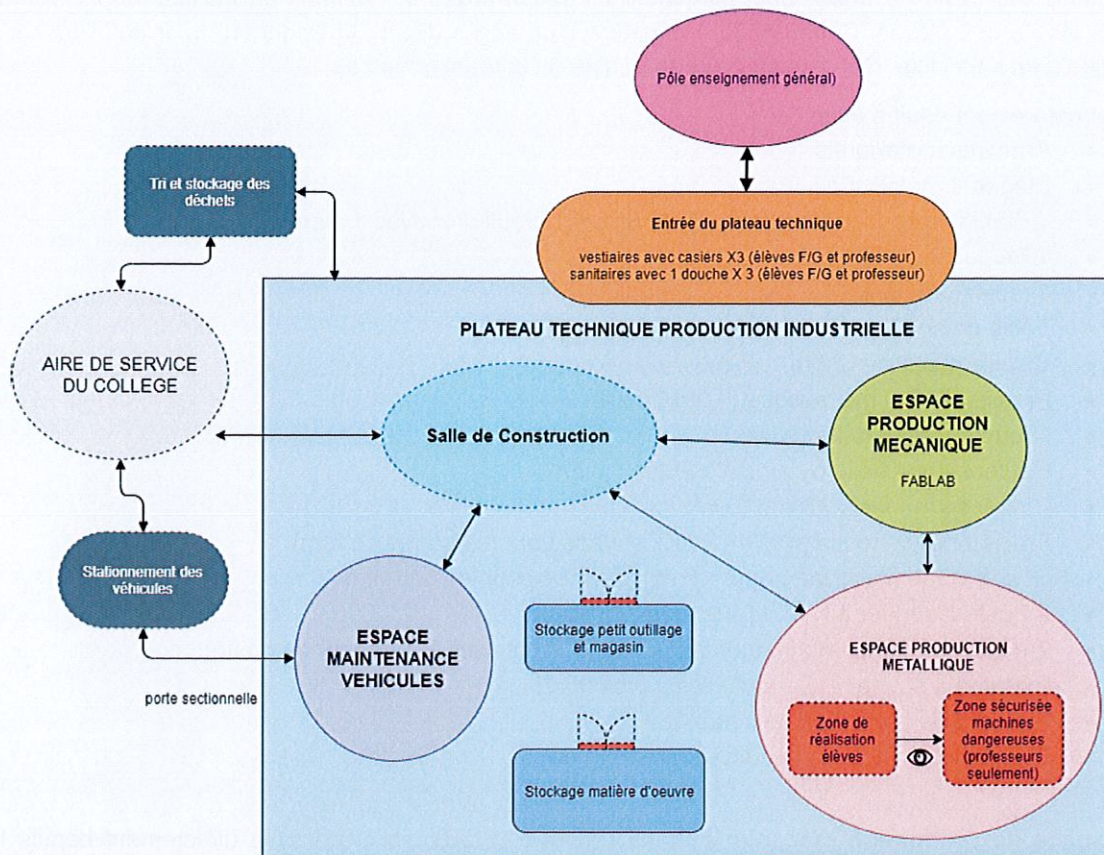 Pôle enseignement général)
Tri et stockage des
déchets
Entrée du plateau technique
vestiaires avec casiers X3 (élèves F/G et professeur)
sanitaires avec 1 douche X 3 (élèves F/G et professeur)
PLATEAU TECHNIQUE PRODUCTION INDUSTRIELLE
AIRE DE SERVICE
DU COLLEGE
Salle de Construction
ESPACE
PRODUCTION
MECANIQUE
FABLAB
Stationnement des
véhicules
ESPACE
MAINTENANCE
VEHICULES
porte sectionnelle
Stockage petit outillage
et magasin
Stockage matière d'oeuvre
ESPACE PRODUCTION
METALLIQUE
Zone de
réalisation
élèves
Zone sécurisée
machines
dangereuses
(professeurs
seulement)